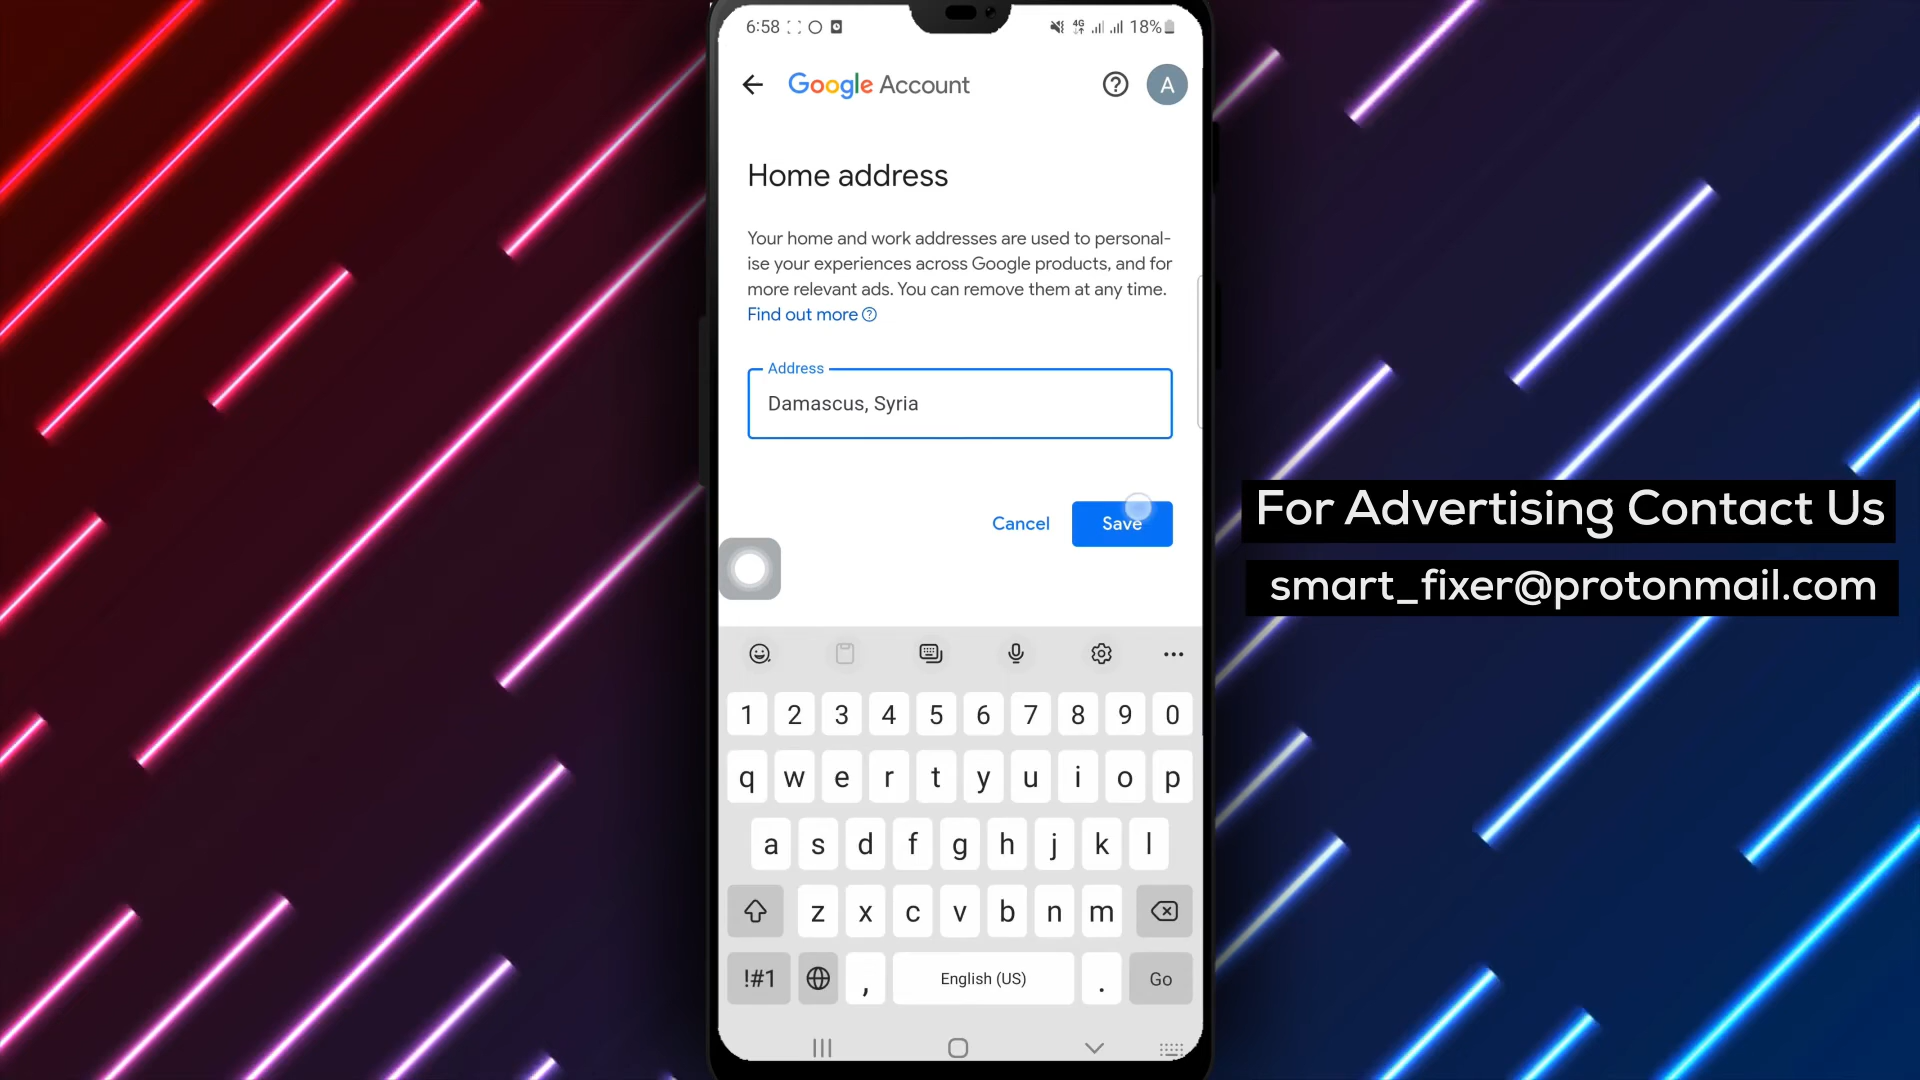 6:58 4G 18%
Google Account A
Home address
Your home and work addresses are used to personal-
ise your experiences across Google products, and for
more relevant ads. You can remove them at any time.
Find out more
Address
Damascus, Syria
Cancel Save
For Advertising Contact Us
smart_fixer@protonmail.com
1 2 3 4 5 6 7 8 9 0
q w e r t y u i o p
a s d f g h j k l
z x c v b n m
!#1 , English (US) . Go